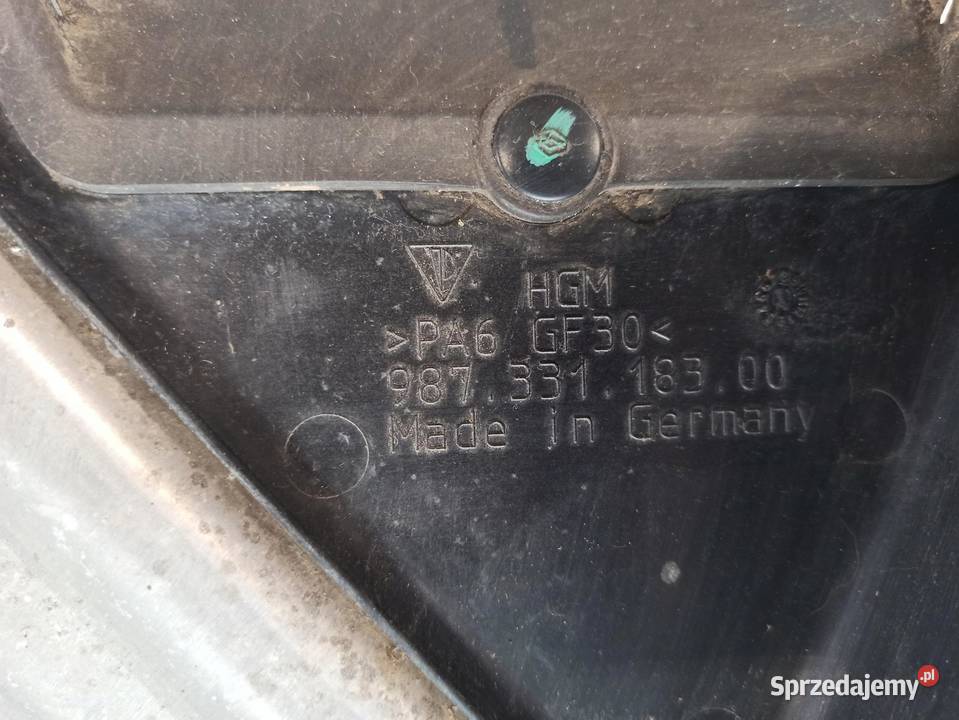 HGM
>PA6 GF30<
987.331.183.00
Made in Germany
Sprzedajemy.pl